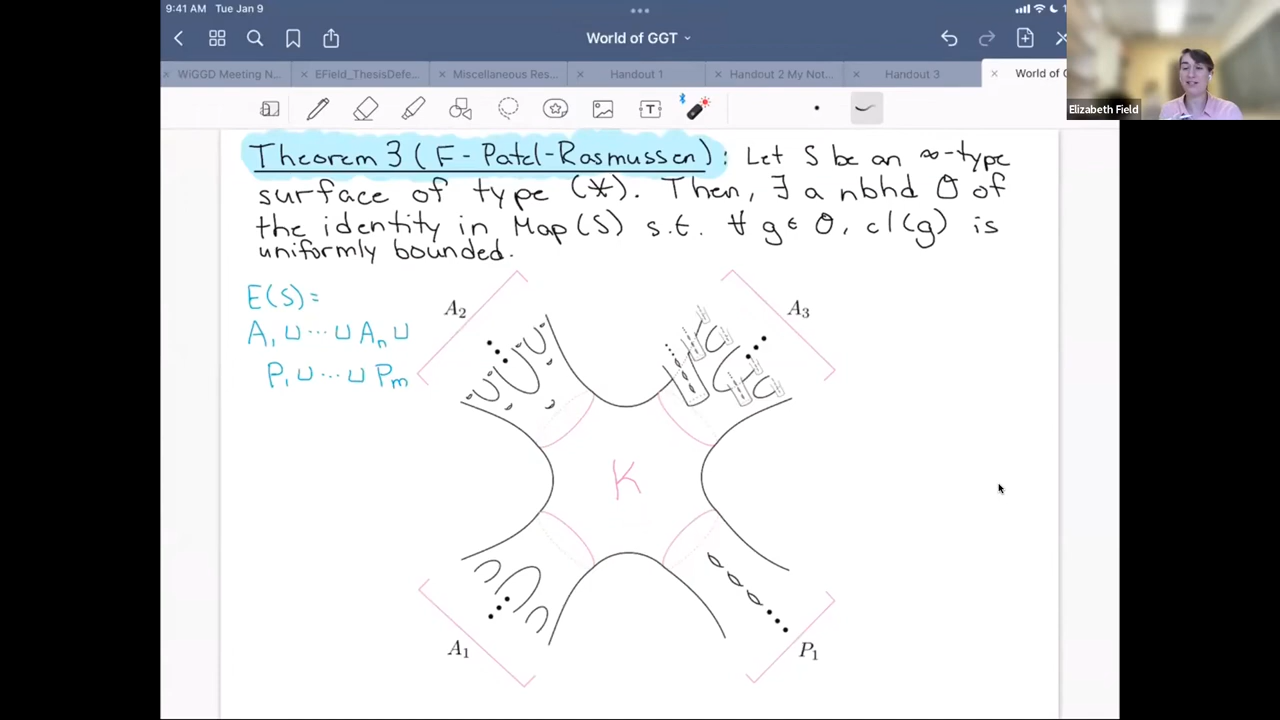 9:41 AM Tue Jan 9
World of GGT
WiGGD Meeting N...
EField_ThesisDefe...
Miscellaneous Res...
Handout 1
Handout 2 My Not...
Handout 3
World of G
Elizabeth Field
Theorem 3 (F - Patel - Rasmussen): Let S be an ∞-type
surface of type (*). Then, ∃ a nbhd O of
the identity in Map(S) s.t. ∀ g ∈ O, cl(g) is
uniformly bounded.
E(S)=
A₁ ⊔ ··· ⊔ Aₙ ⊔
P₁ ⊔ ··· ⊔ Pₘ
A₂
A₃
K
A₁
P₁